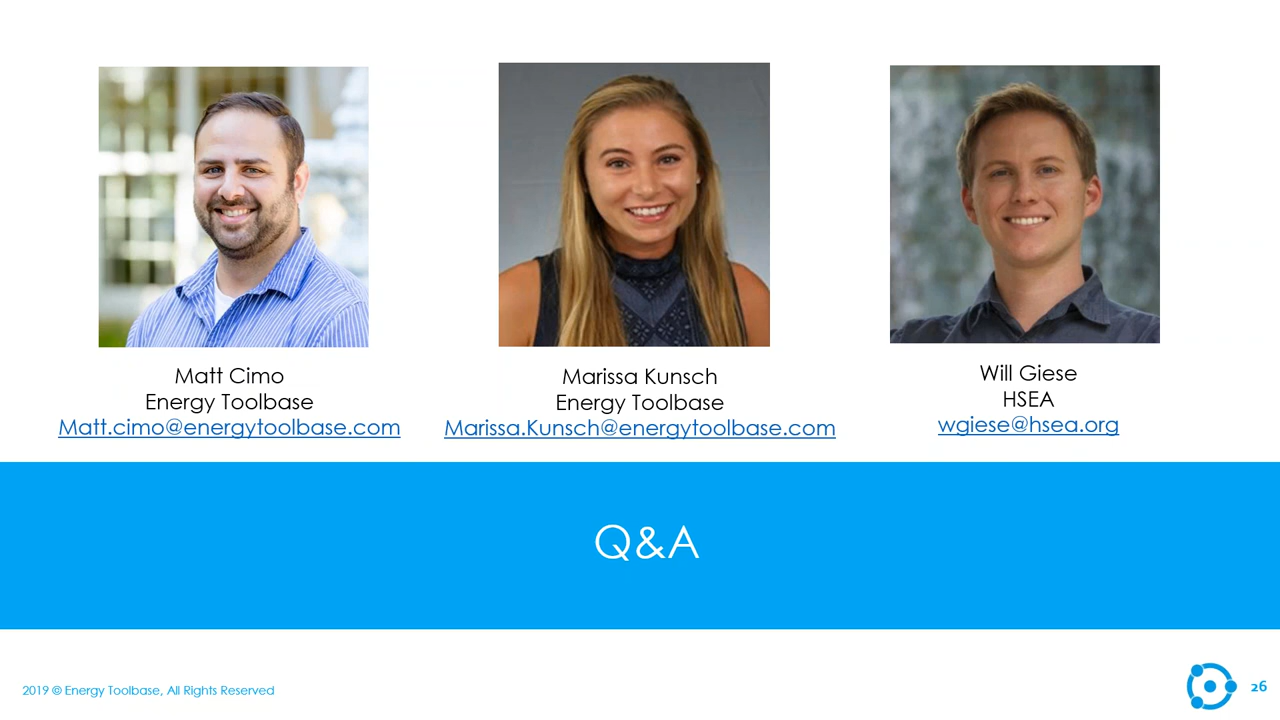 Matt Cimo
Energy Toolbase
Matt.cimo@energytoolbase.com
Marissa Kunsch
Energy Toolbase
Marissa.Kunsch@energytoolbase.com
Will Giese
HSEA
wgiese@hsea.org
Q&A
2019 © Energy Toolbase, All Rights Reserved
26